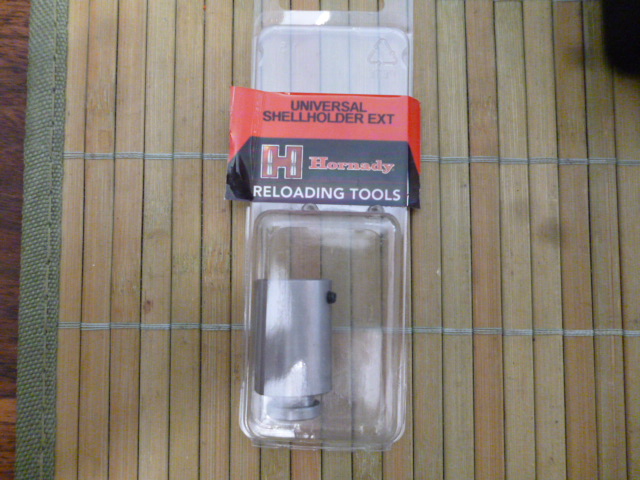 UNIVERSAL
SHELLHOLDER EXT
H Hornady
RELOADING TOOLS